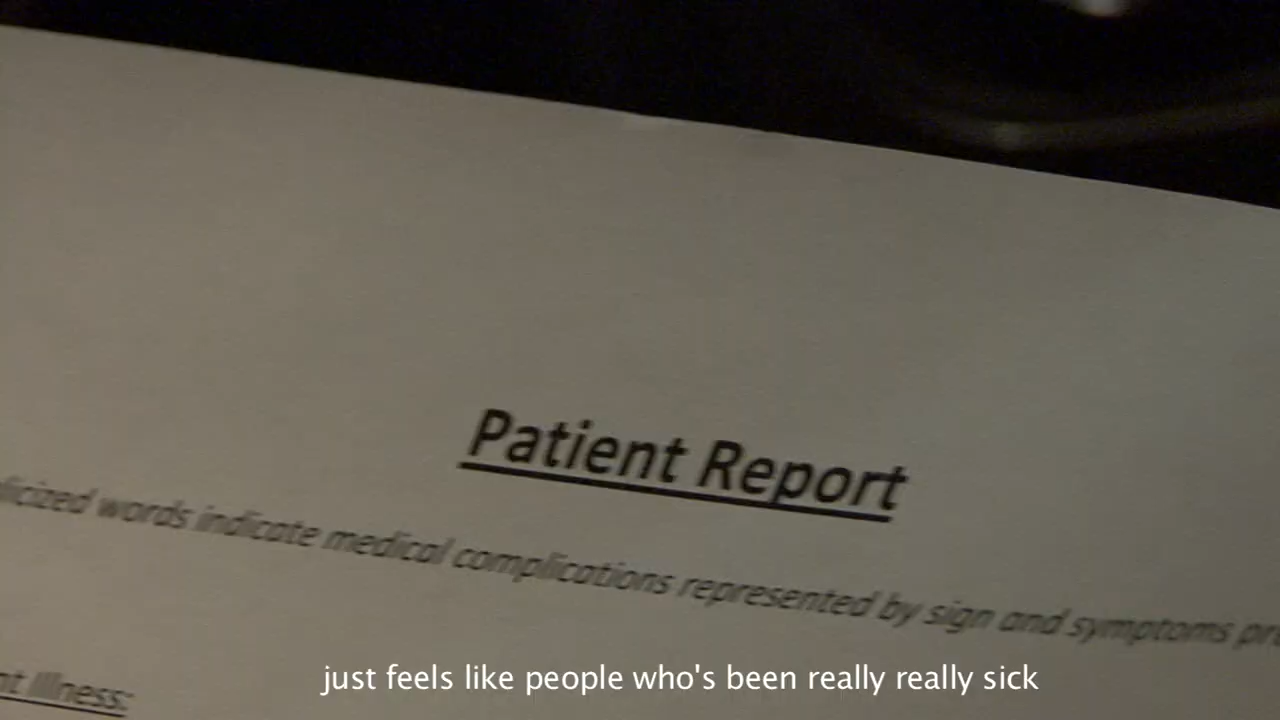 Patient Report
words indicate medical complications represented by sign and symptoms
Illness:
just feels like people who's been really really sick